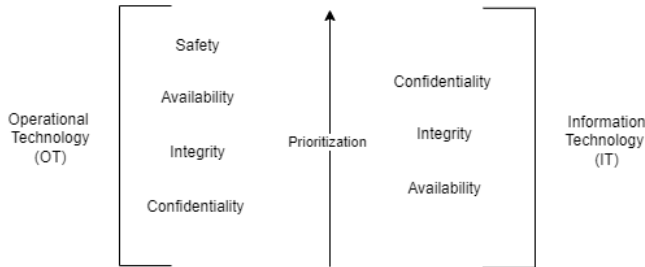 Operational
Technology
(OT)
Safety
Availability
Integrity
Confidentiality
Prioritization
Confidentiality
Integrity
Availability
Information
Technology
(IT)